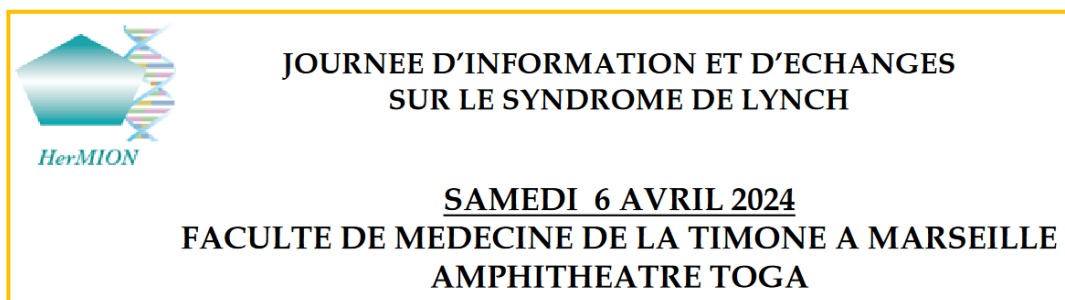 JOURNEE D'INFORMATION ET D'ECHANGES
SUR LE SYNDROME DE LYNCH
HerMION
SAMEDI 6 AVRIL 2024
FACULTE DE MEDECINE DE LA TIMONE A MARSEILLE
AMPHITHEATRE TOGA